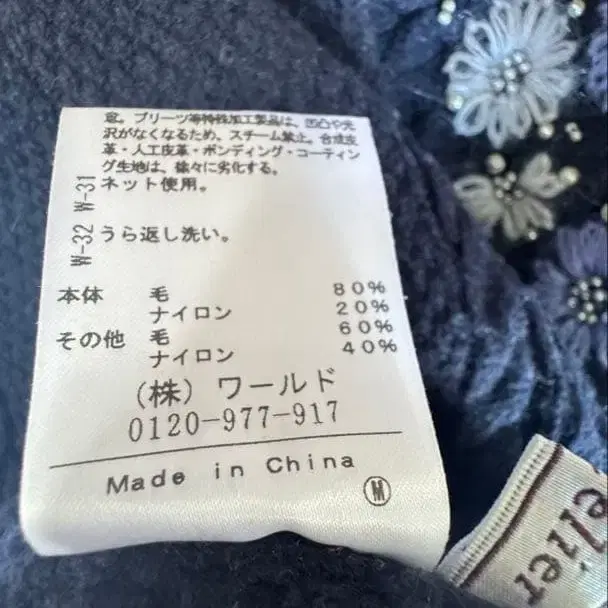 意。プリーツ等特殊加工製品は、凹凸や光
沢がなくなるため、スチーム禁止。合成皮
革・人工皮革・ボンディング・コーティン
グ生地は、徐々に劣化する。
W-31 ネット使用。
W-32 うら返し洗い。
本体 毛 80%
ナイロン 20%
その他 毛 60%
ナイロン 40%
(株) ワールド
0120-977-917
Made in China
M
elier